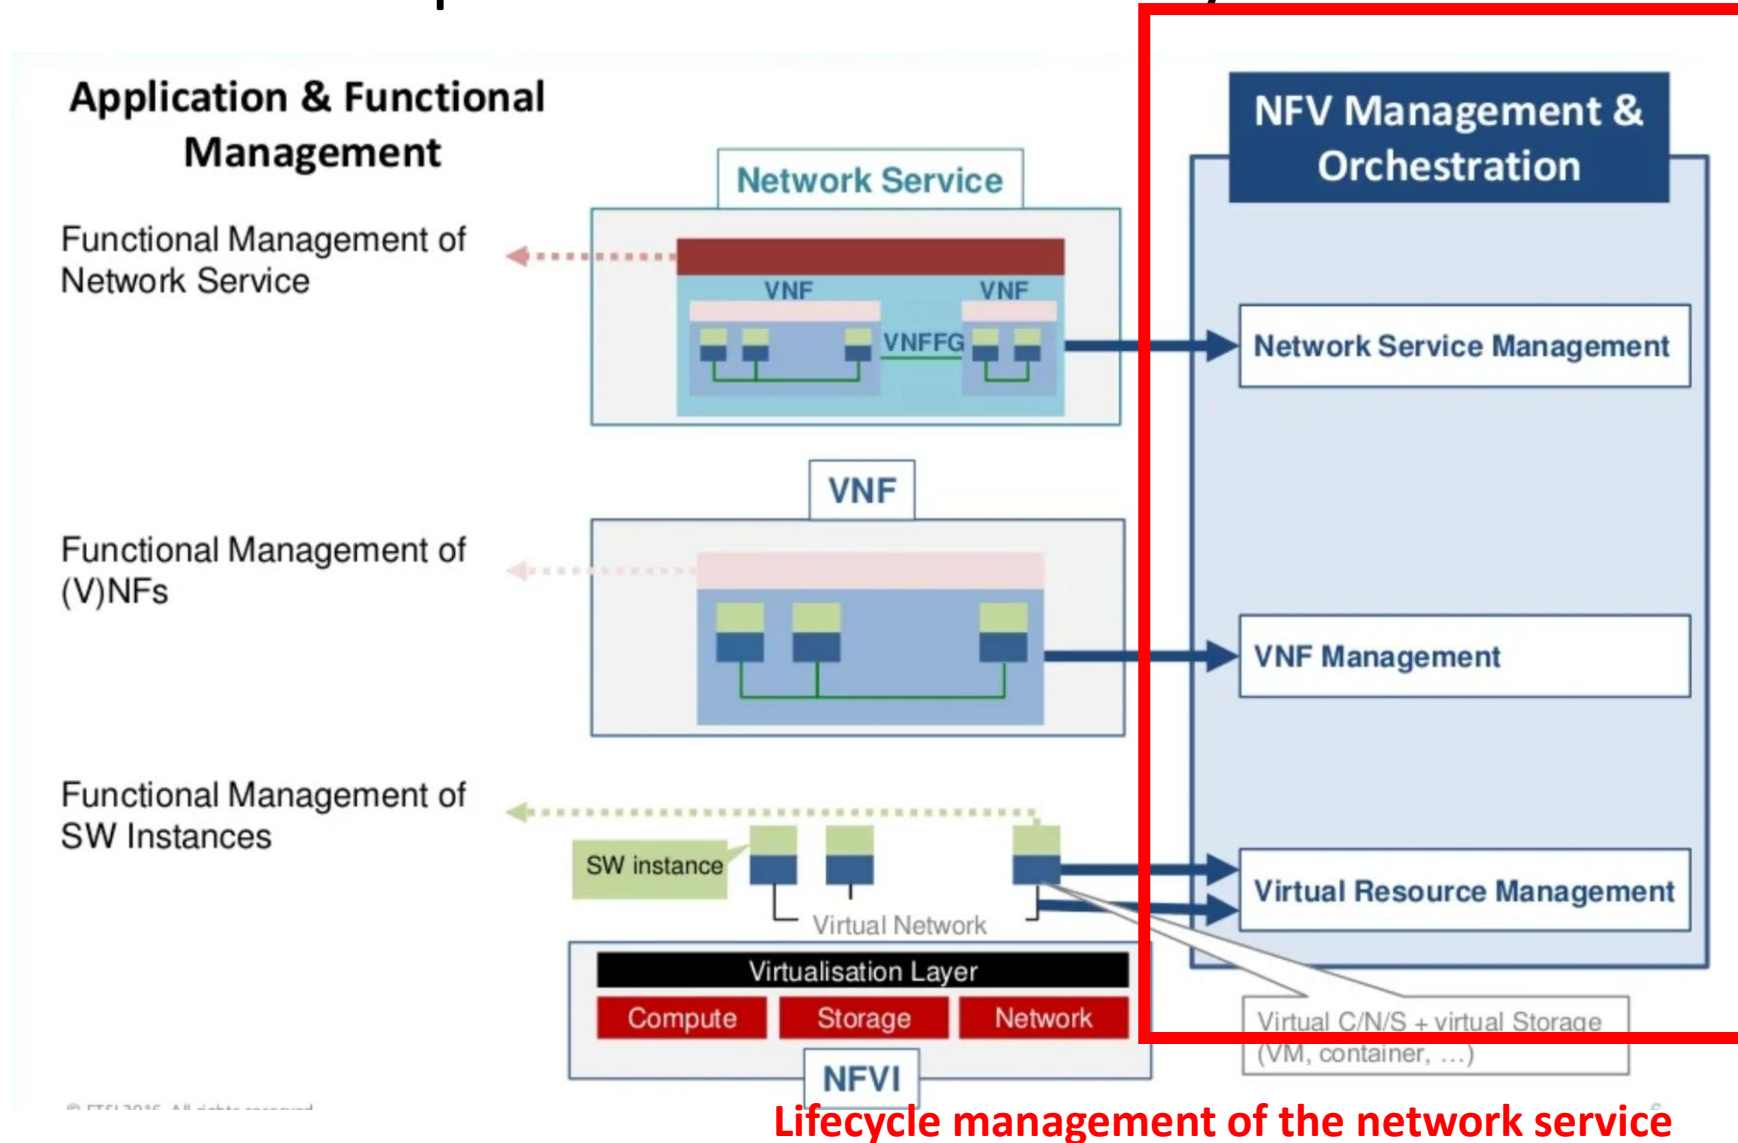 Application & Functional
Management
NFV Management &
Orchestration
Network Service
Functional Management of
Network Service
VNF
VNF
VNFFG
Network Service Management
VNF
Functional Management of
(V)NFs
VNF Management
Functional Management of
SW Instances
SW instance
Virtual Network
Virtual Resource Management
Virtualisation Layer
Compute
Storage
Network
Virtual C/N/S + virtual Storage
(VM, container, ...)
NFVI
Lifecycle management of the network service